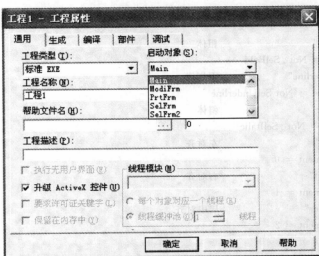 工程1 - 工程属性
通用 生成 编译 部件 调试
工程类型(T): 启动对象(S):
标准 EXE Main
工程名称(N): Main
工程1 ModiFrm
帮助文件名(H): PrtFrm
SelFrm
SelFrm2
... 0
工程描述(P):
执行无用户界面(E) 线程模块(M)
升级 ActiveX 控件(U)
要求许可证关键字(L) 每个对象对应一个线程(S)
保留在内存中(R) 线程缓冲池(O) 1 线程
确定 取消 帮助